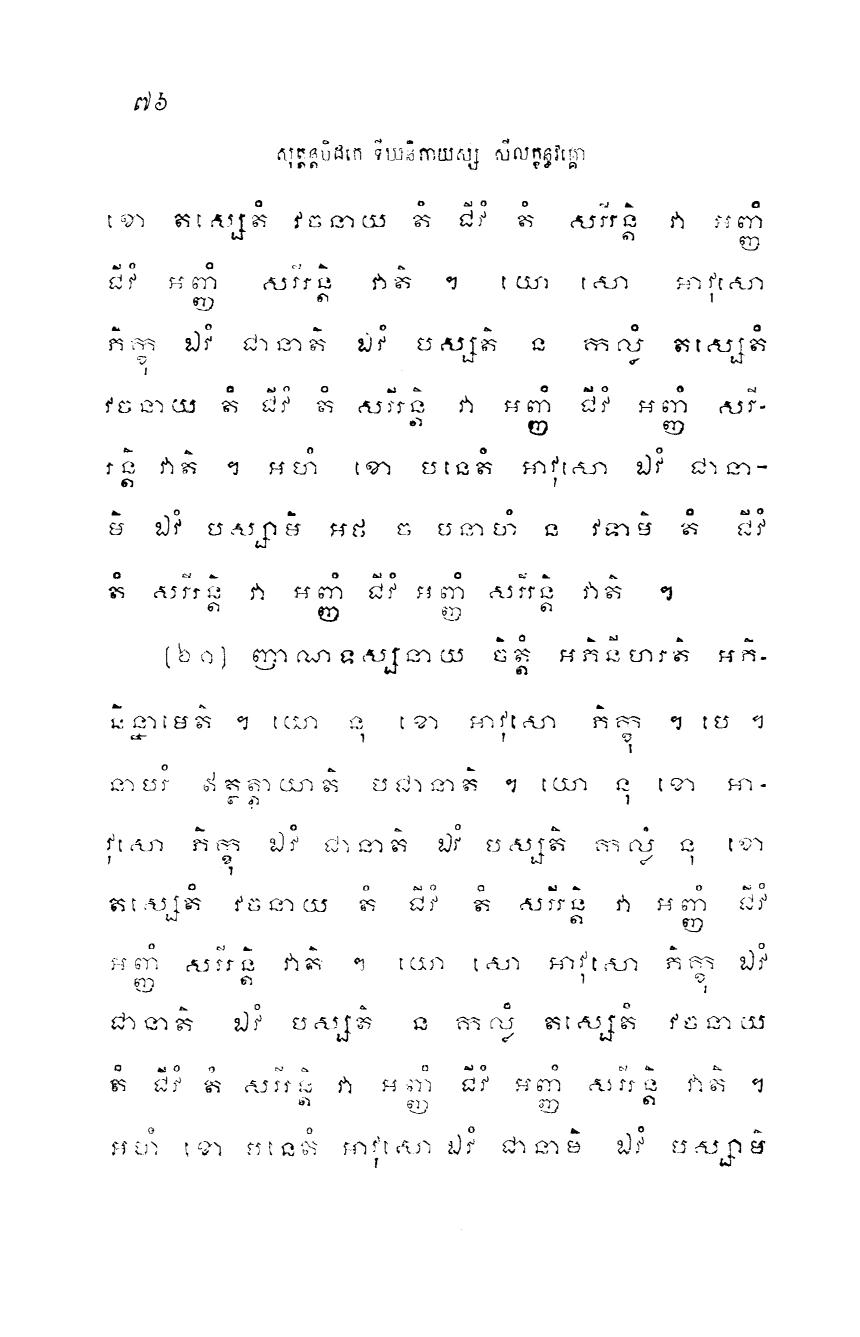 ៧៦
សុត្តន្តបិដកេ ទីឃនិកាយស្ស សីលក្ខន្ធវគ្គោ
ខោ តស្សេតំ វចនាយ តំ ជីវំ តំ សរីរន្តិ វា អញ្ញំ
ជីវំ អញ្ញំ សរីរន្តិ វាតិ ។ យោ សោ អាវុសោ
ភិក្ខុ ឯវំ ជានាតិ ឯវំ បស្សតិ ន កល្លំ តស្សេតំ
វចនាយ តំ ជីវំ តំ សរីរន្តិ វា អញ្ញំ ជីវំ អញ្ញំ សរី-
រន្តិ វាតិ ។ អហំ ខោ បនេតំ អាវុសោ ឯវំ ជានា-
មិ ឯវំ បស្សាមិ អថ ច បនាហំ ន វទាមិ តំ ជីវំ
តំ សរីរន្តិ វា អញ្ញំ ជីវំ អញ្ញំ សរីរន្តិ វាតិ ។
(៦១) ញាណទស្សនាយ ចិត្តំ អភិនីហរតិ អភិ-
និន្នាមេតិ ។ យោ នុ ខោ អាវុសោ ភិក្ខុ ។ បេ ។
នាបរំ ឥត្ថត្តាយាតិ បជានាតិ ។ យោ នុ ខោ អា-
វុសោ ភិក្ខុ ឯវំ ជានាតិ ឯវំ បស្សតិ កល្លំ នុ ខោ
តស្សេតំ វចនាយ តំ ជីវំ តំ សរីរន្តិ វា អញ្ញំ ជីវំ
អញ្ញំ សរីរន្តិ វាតិ ។ យោ សោ អាវុសោ ភិក្ខុ ឯវំ
ជានាតិ ឯវំ បស្សតិ ន កល្លំ តស្សេតំ វចនាយ
តំ ជីវំ តំ សរីរន្តិ វា អញ្ញំ ជីវំ អញ្ញំ សរីរន្តិ វាតិ ។
អហំ ខោ បនេតំ អាវុសោ ឯវំ ជានាមិ ឯវំ បស្សាមិ